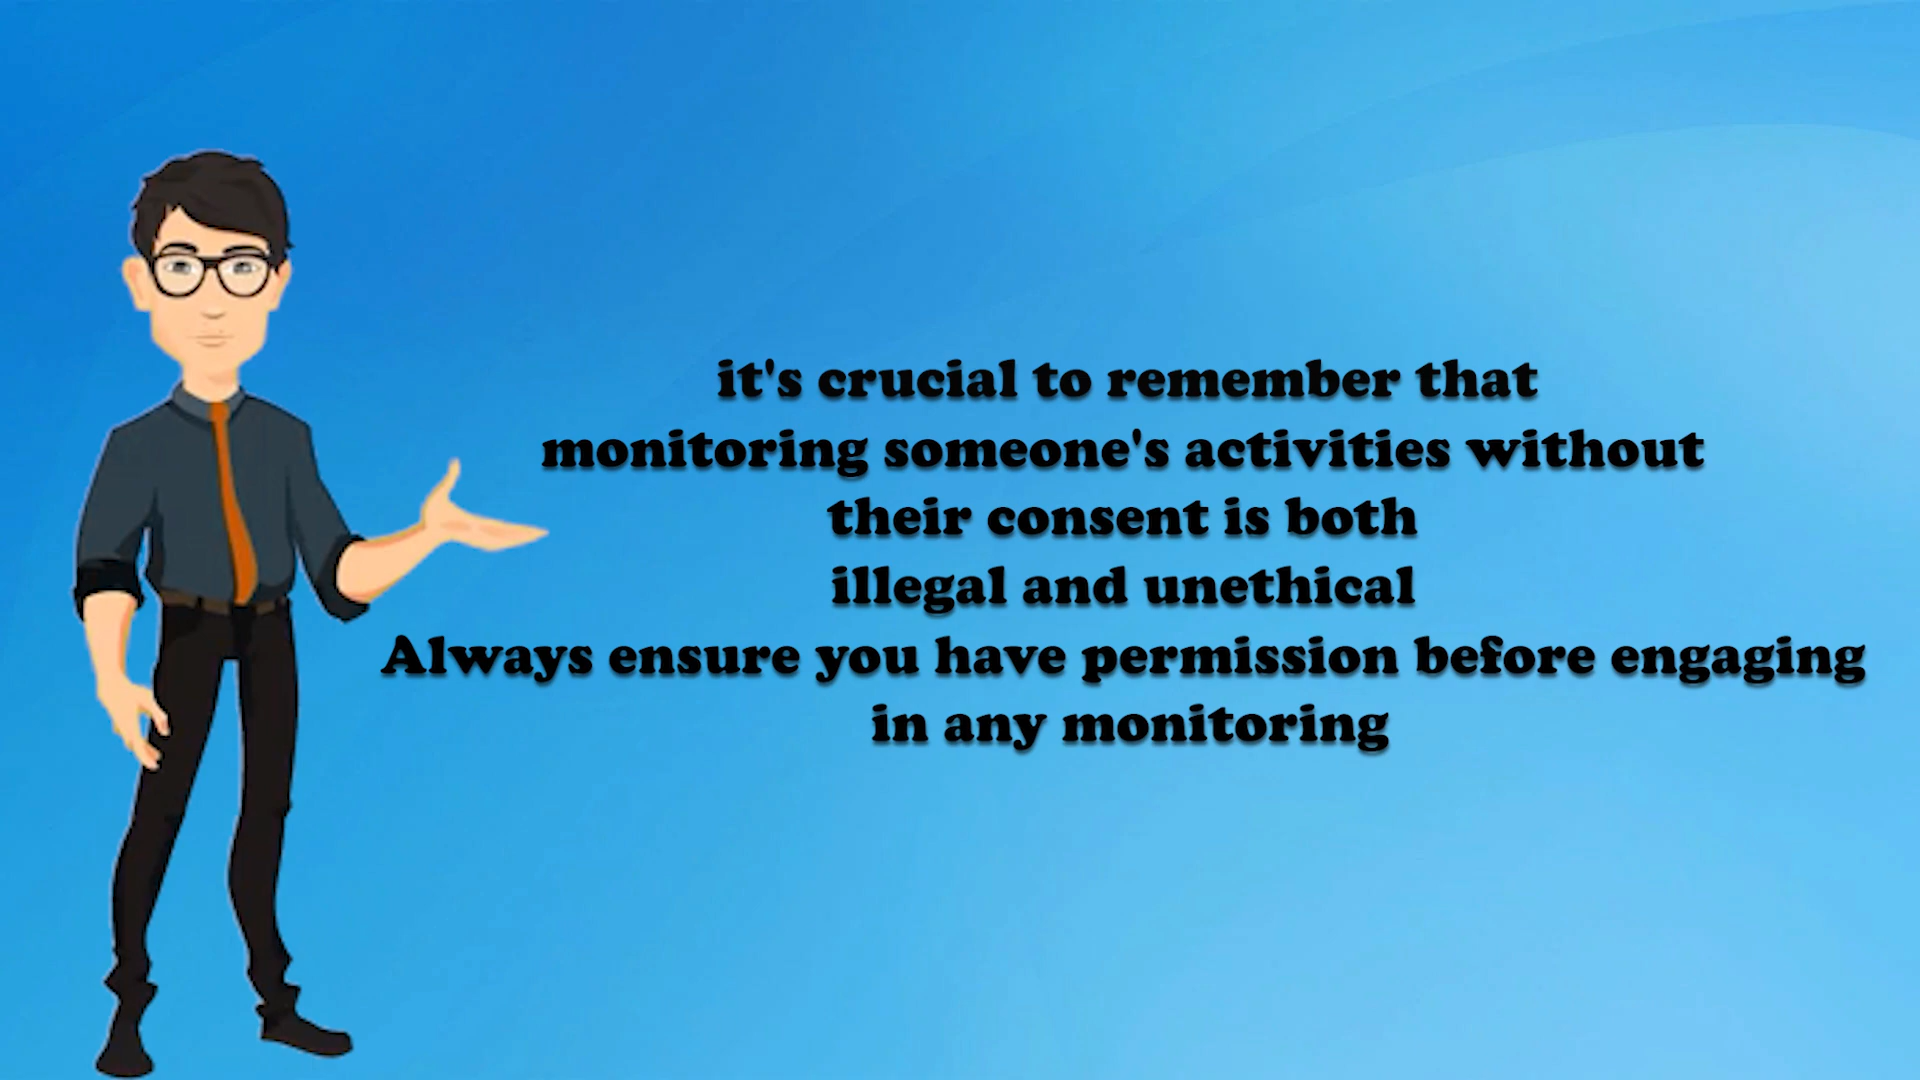 it's crucial to remember that
monitoring someone's activities without
their consent is both
illegal and unethical
Always ensure you have permission before engaging
in any monitoring